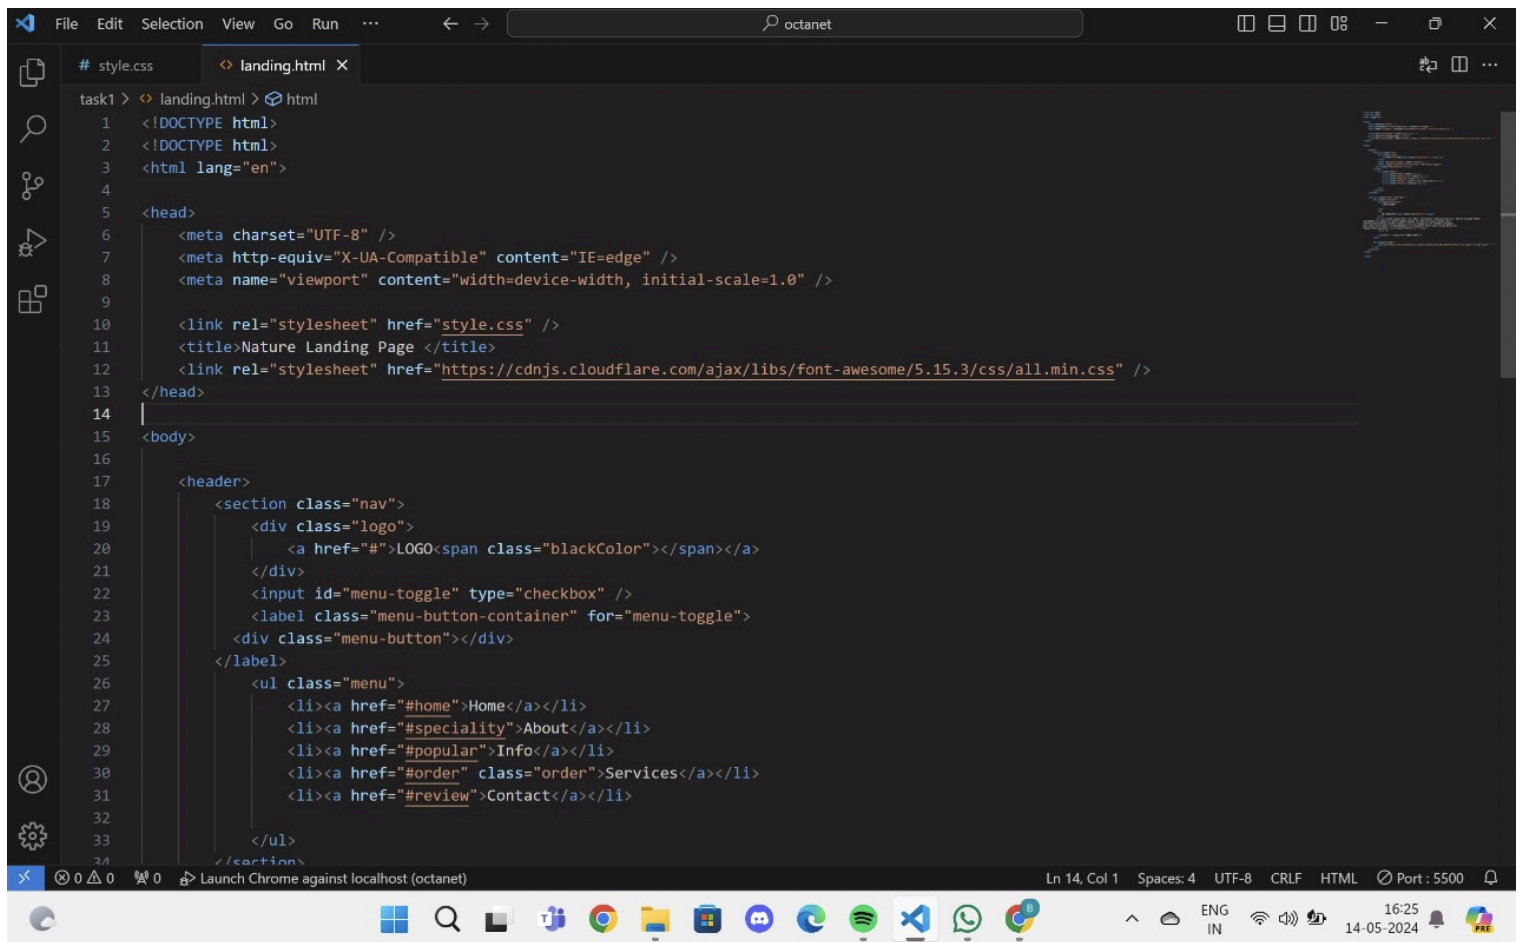 File Edit Selection View Go Run ··· octanet
# style.css <> landing.html
task1 > <> landing.html > html
1 <!DOCTYPE html>
2 <!DOCTYPE html>
3 <html lang="en">
4
5 <head>
6 <meta charset="UTF-8" />
7 <meta http-equiv="X-UA-Compatible" content="IE=edge" />
8 <meta name="viewport" content="width=device-width, initial-scale=1.0" />
9
10 <link rel="stylesheet" href="style.css" />
11 <title>Nature Landing Page </title>
12 <link rel="stylesheet" href="https://cdnjs.cloudflare.com/ajax/libs/font-awesome/5.15.3/css/all.min.css" />
13 </head>
14
15 <body>
16
17 <header>
18 <section class="nav">
19 <div class="logo">
20 <a href="#">LOGO<span class="blackColor"></span></a>
21 </div>
22 <input id="menu-toggle" type="checkbox" />
23 <label class="menu-button-container" for="menu-toggle">
24 <div class="menu-button"></div>
25 </label>
26 <ul class="menu">
27 <li><a href="#home">Home</a></li>
28 <li><a href="#speciality">About</a></li>
29 <li><a href="#popular">Info</a></li>
30 <li><a href="#order" class="order">Services</a></li>
31 <li><a href="#review">Contact</a></li>
32
33 </ul>
34 </section>
0 0 0 Launch Chrome against localhost (octanet) Ln 14, Col 1 Spaces: 4 UTF-8 CRLF HTML Port : 5500
ENG 16:25
IN 14-05-2024 PRE